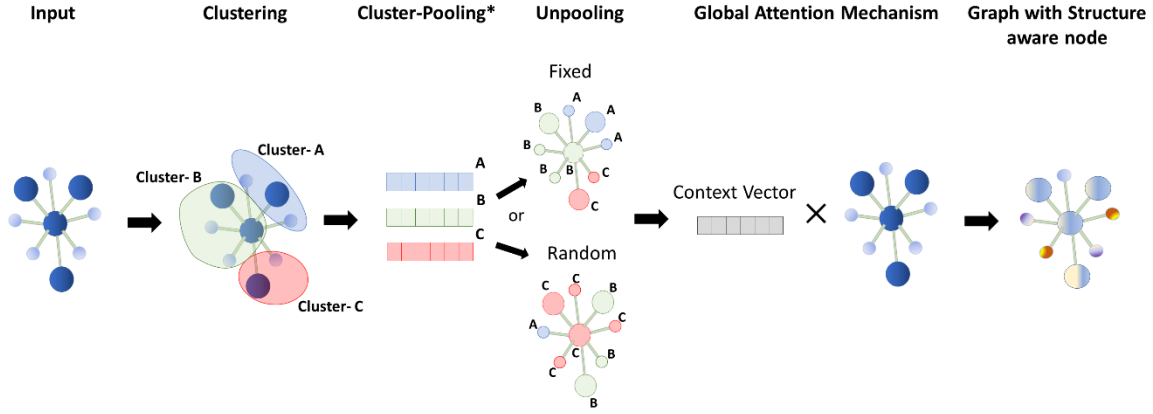 Input
Clustering
Cluster-Pooling*
Unpooling
Global Attention Mechanism
Graph with Structure
aware node
Fixed
A
B
A
A
B
B
B
C
C
Cluster- A
Cluster- B
Cluster- C
A
B
C
or
Context Vector
×
Random
C
B
C
A
C
C
B
C
B